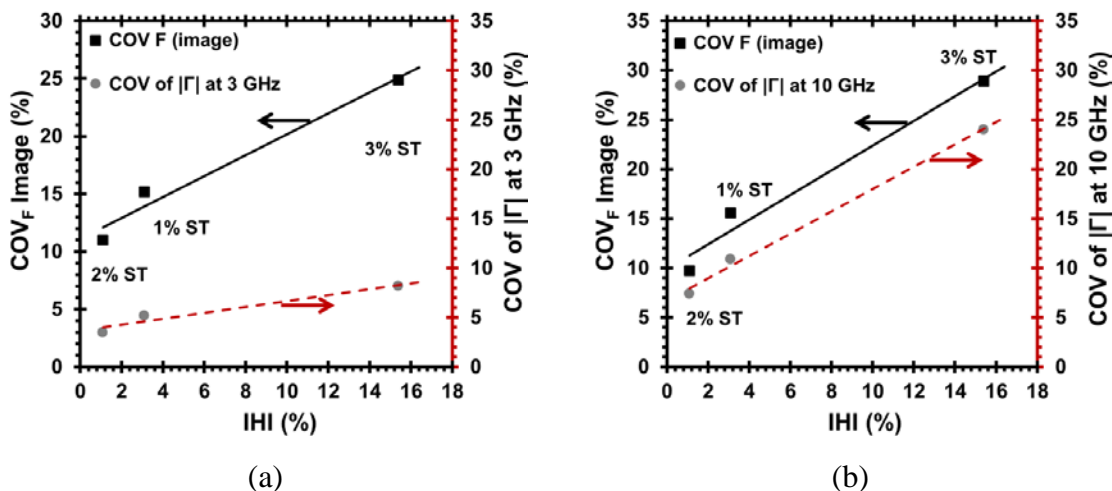 COV_F Image (%)
30
25
20
15
10
5
0
COV F (image)
COV of |Γ| at 3 GHz
3% ST
1% ST
2% ST
35
30
25
20
15
10
5
0
COV of |Γ| at 3 GHz (%)
0 2 4 6 8 10 12 14 16 18
IHI (%)
(a)
COV_F Image (%)
35
30
25
20
15
10
5
0
COV F (image)
COV of |Γ| at 10 GHz
3% ST
1% ST
2% ST
35
30
25
20
15
10
5
0
COV of |Γ| at 10 GHz (%)
0 2 4 6 8 10 12 14 16 18
IHI (%)
(b)